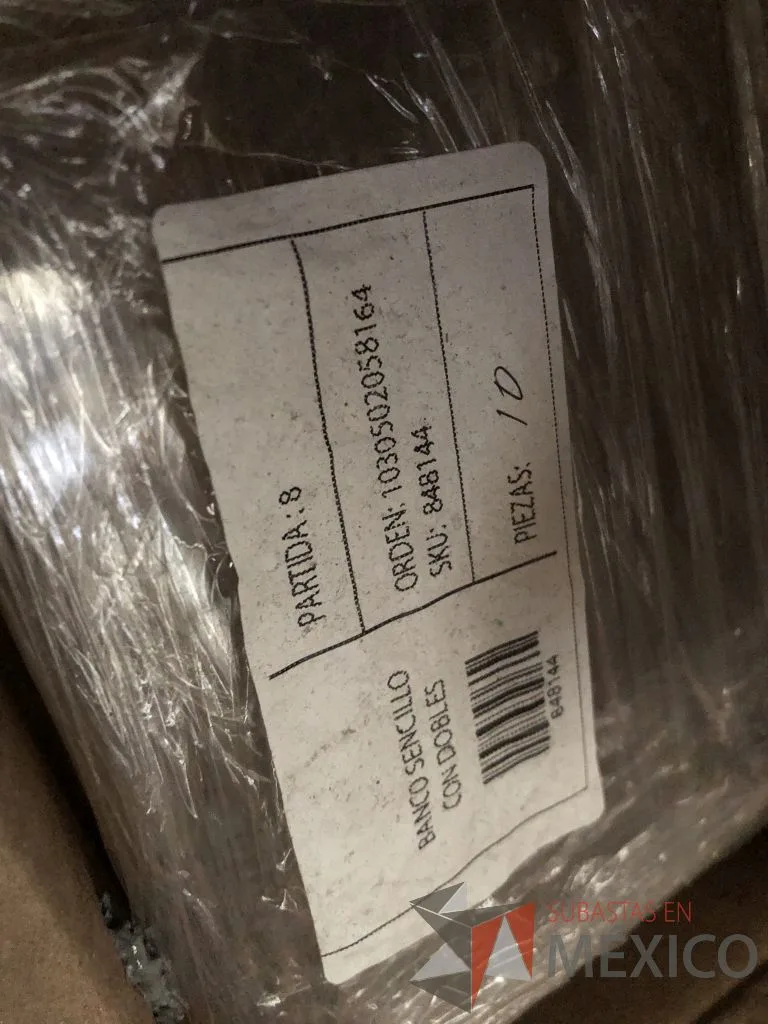 BANCO SENCILLO
CON DOBLES
848144
PARTIDA: 8
ORDEN: 1030502058164
SKU: 848144
PIEZAS: 10
SUBASTAS EN
MEXICO